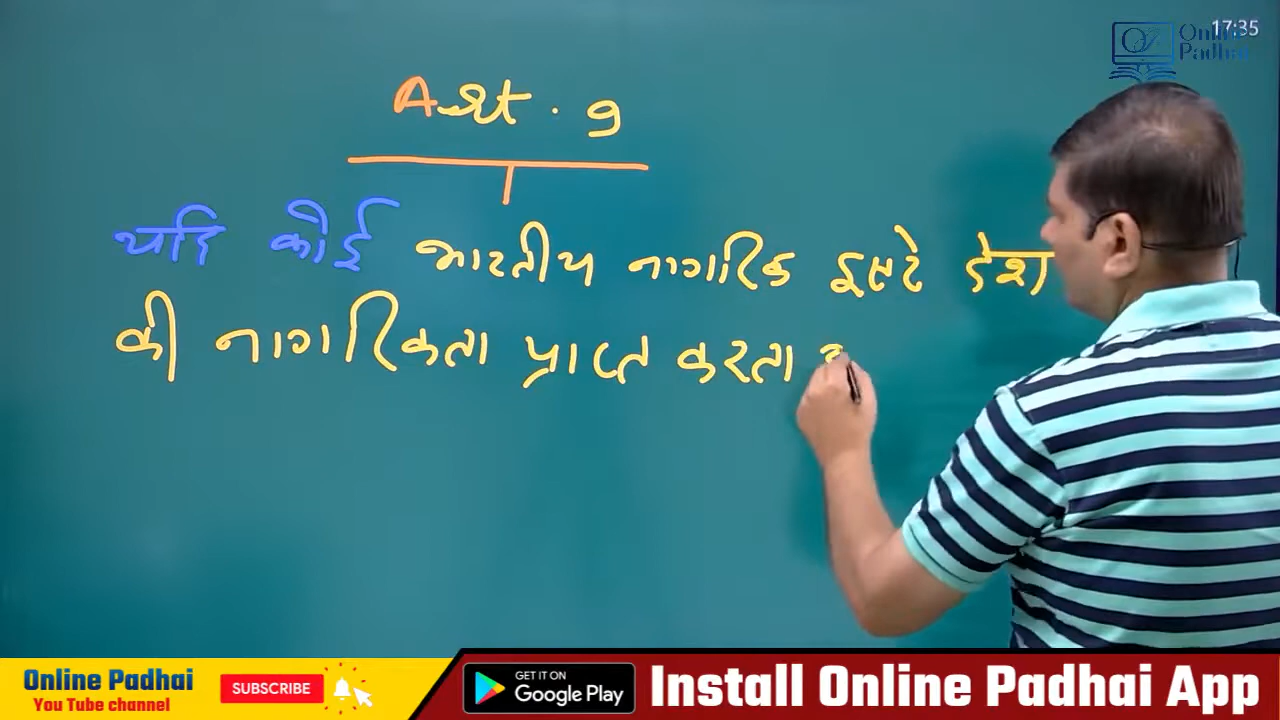 17:35
Online
Padhai
Art. 9
यदि कोई भारतीय नागरिक दूसरे देश
की नागरिकता प्राप्त करता
Online Padhai
You Tube channel
SUBSCRIBE
GET IT ON
Google Play
Install Online Padhai App